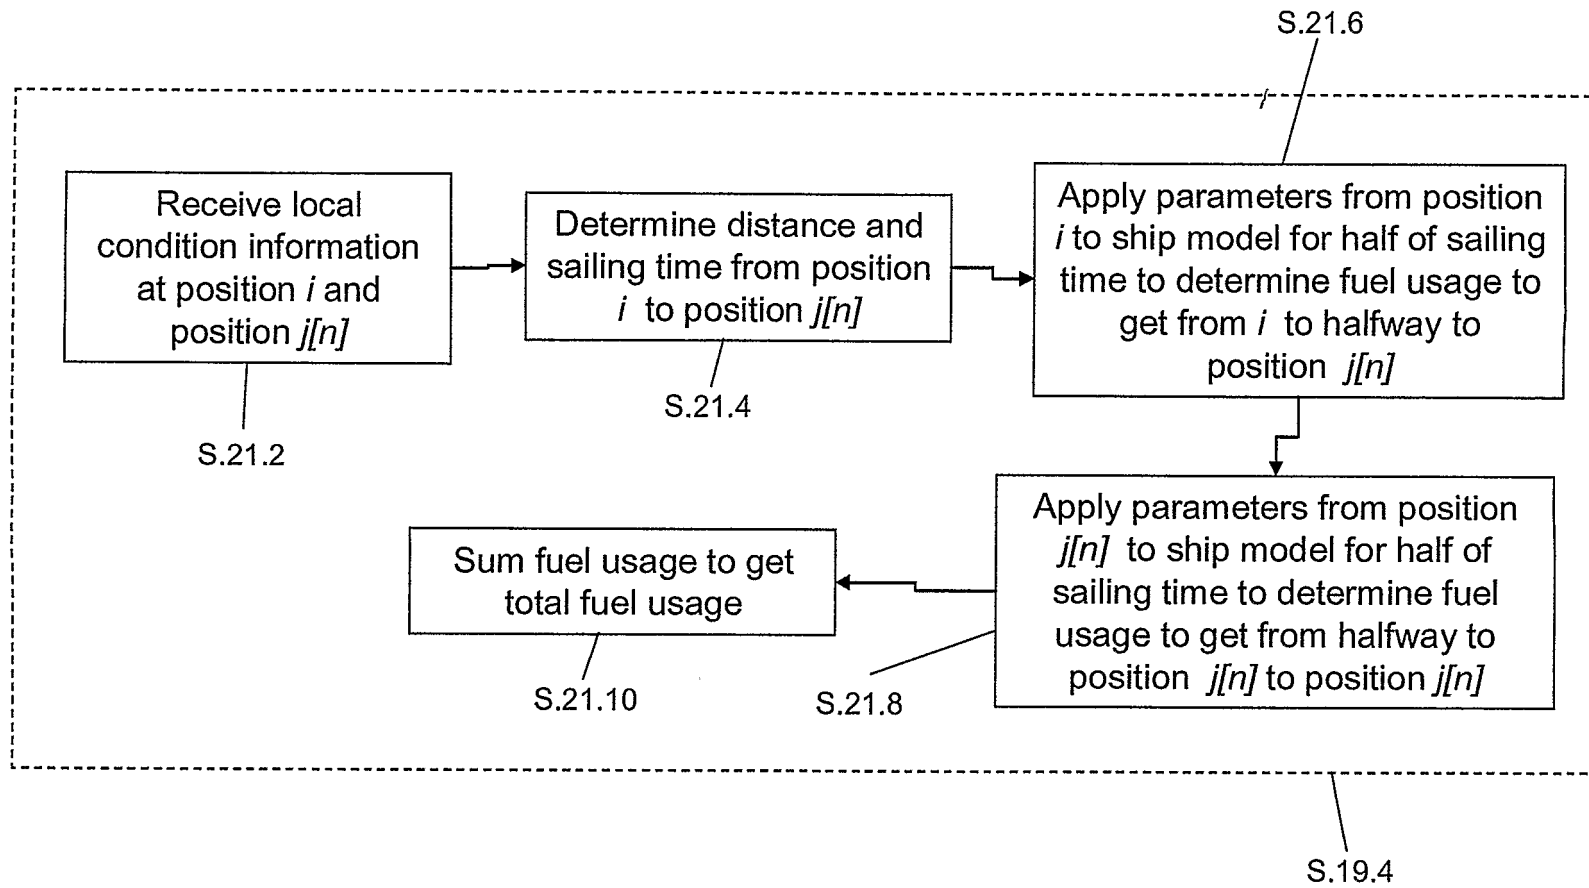 S.21.6
Receive local
condition information
at position i and
position j[n]
S.21.2
Determine distance and
sailing time from position
i to position j[n]
S.21.4
Apply parameters from position
i to ship model for half of sailing
time to determine fuel usage to
get from i to halfway to
position j[n]
Apply parameters from position
j[n] to ship model for half of
sailing time to determine fuel
usage to get from halfway to
position j[n] to position j[n]
S.21.8
Sum fuel usage to get
total fuel usage
S.21.10
S.19.4